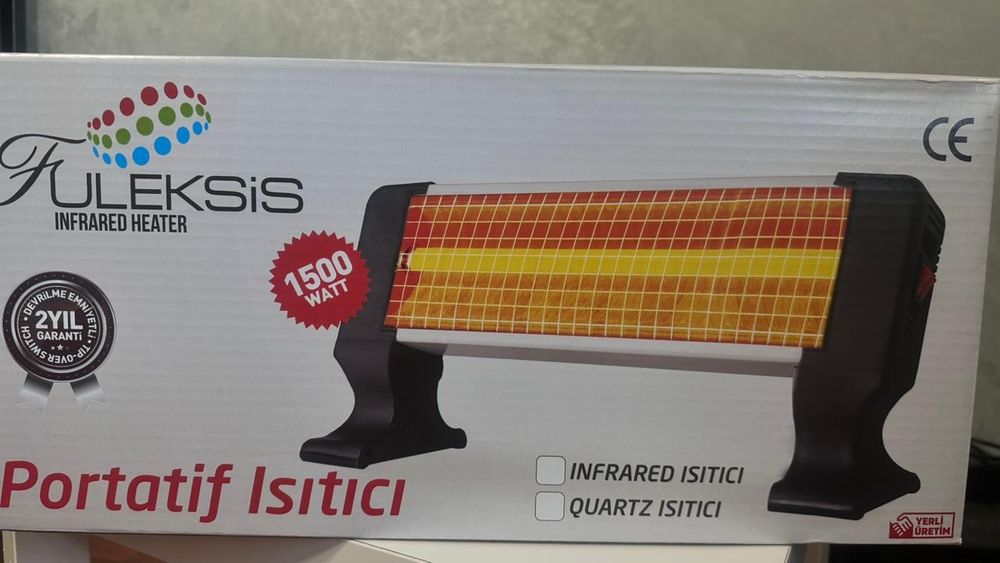 FULEKSiS
INFRARED HEATER
CE
1500
WATT
DEVRİLME EMNİYETLİ • TIP-OVER SWITCH •
2YIL
GARANTİ
Portatif Isıtıcı
INFRARED ISITICI
QUARTZ ISITICI
YERLİ
ÜRETİM